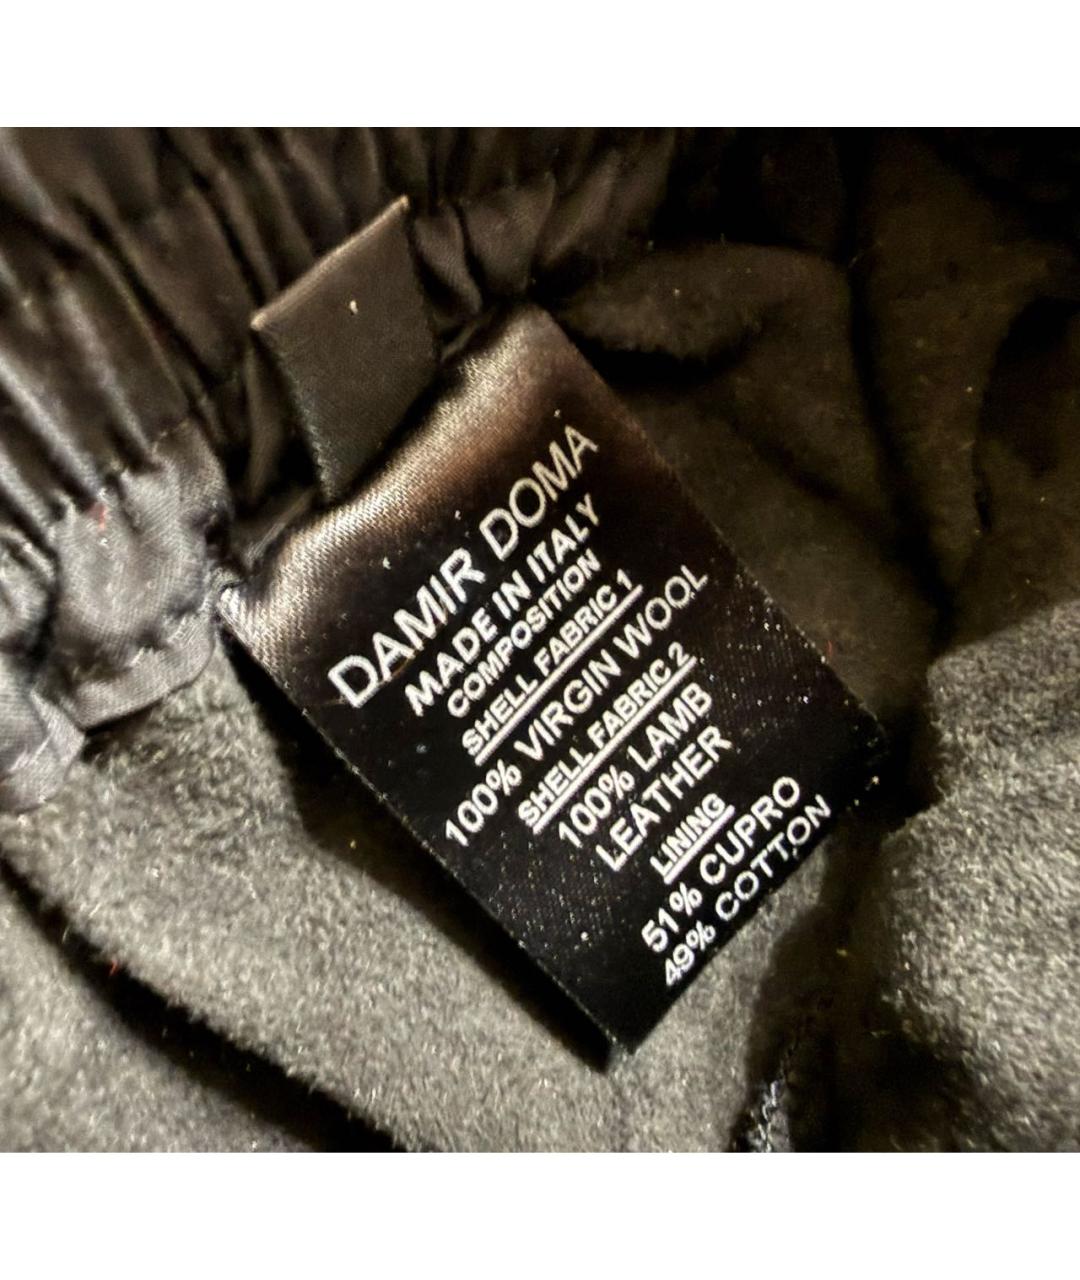 DAMIR DOMA
MADE IN ITALY
COMPOSITION
SHELL FABRIC 1
100% VIRGIN WOOL
SHELL FABRIC 2
100% LAMB
LEATHER
LINING
51% CUPRO
49% COTTON